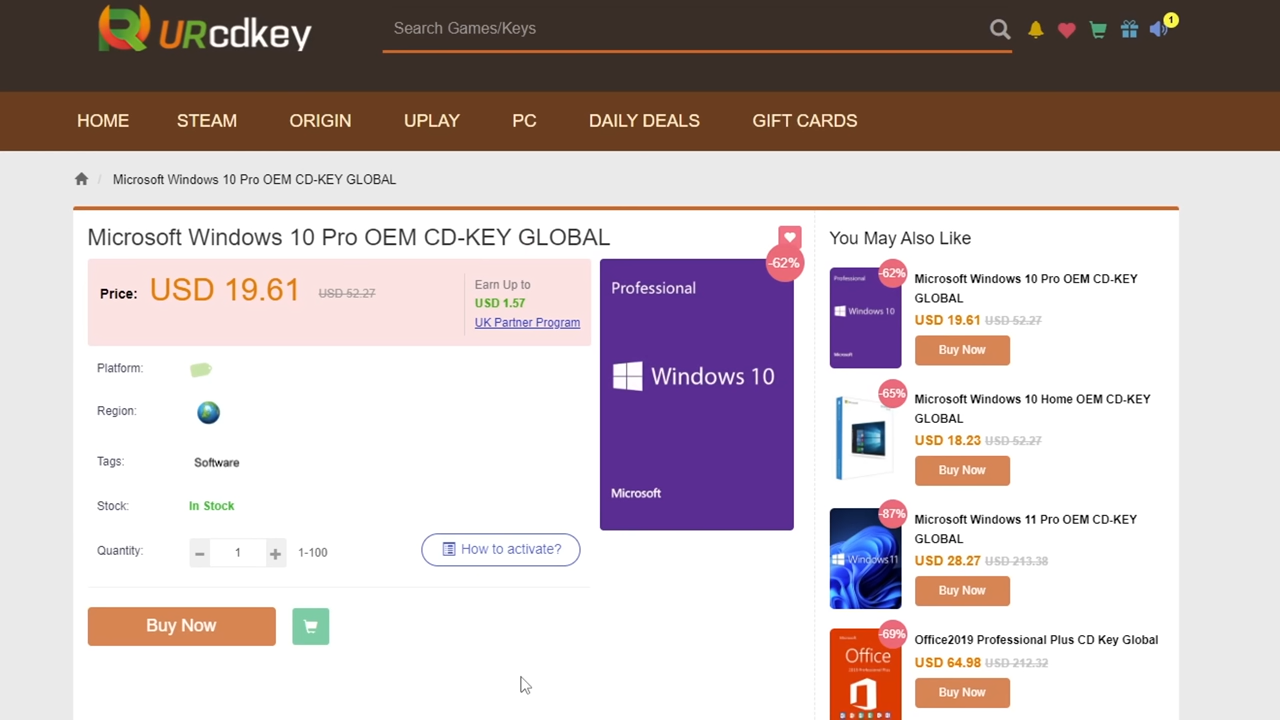 URcdkey
Search Games/Keys
1
HOME STEAM ORIGIN UPLAY PC DAILY DEALS GIFT CARDS
/ Microsoft Windows 10 Pro OEM CD-KEY GLOBAL
Microsoft Windows 10 Pro OEM CD-KEY GLOBAL
Price: USD 19.61 USD 52.27
Earn Up to
USD 1.57
UK Partner Program
Platform:
Region:
Tags: Software
Stock: In Stock
Quantity: − 1 + 1-100
How to activate?
Buy Now
-62%
Professional
Windows 10
Microsoft
You May Also Like
-62%
Professional
Windows 10
Microsoft
Microsoft Windows 10 Pro OEM CD-KEY
GLOBAL
USD 19.61 USD 52.27
Buy Now
-65%
Microsoft Windows 10 Home OEM CD-KEY
GLOBAL
USD 18.23 USD 52.27
Buy Now
-87%
Windows 11
Microsoft Windows 11 Pro OEM CD-KEY
GLOBAL
USD 28.27 USD 213.38
Buy Now
-69%
Microsoft
Office
Office2019 Professional Plus CD Key Global
USD 64.98 USD 212.32
Buy Now